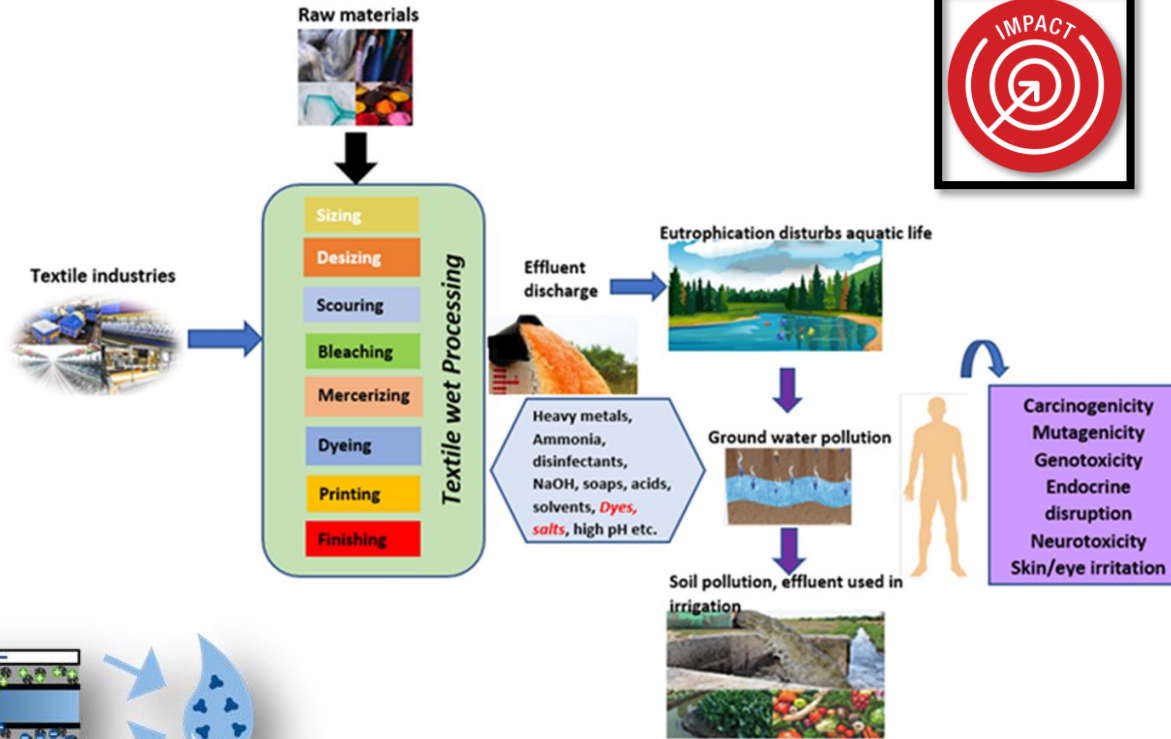 Raw materials
IMPACT
Textile industries
Sizing
Desizing
Scouring
Bleaching
Mercerizing
Dyeing
Printing
Finishing
Textile wet Processing
Effluent
discharge
Heavy metals,
Ammonia,
disinfectants,
NaOH, soaps, acids,
solvents, Dyes,
salts, high pH etc.
Eutrophication disturbs aquatic life
Ground water pollution
Soil pollution, effluent used in
irrigation
Carcinogenicity
Mutagenicity
Genotoxicity
Endocrine
disruption
Neurotoxicity
Skin/eye irritation